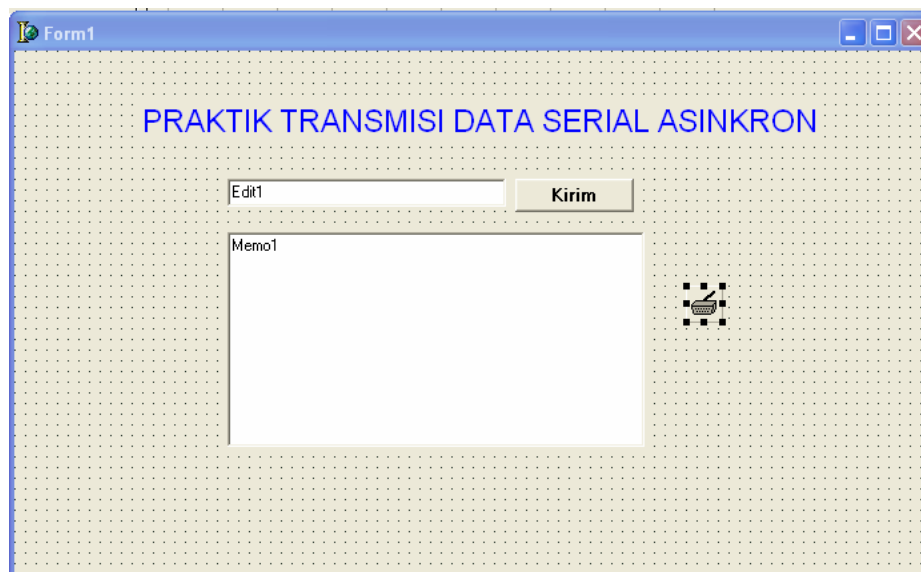 Form1
PRAKTIK TRANSMISI DATA SERIAL ASINKRON
Edit1
Kirim
Memo1